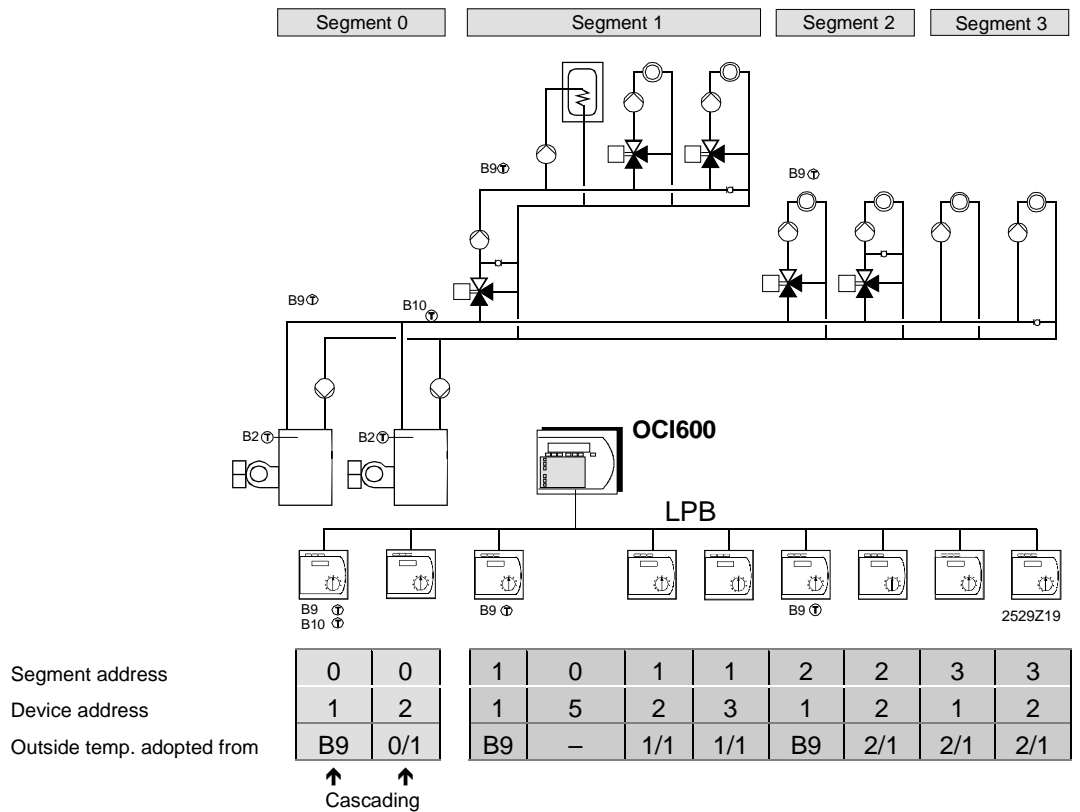 Segment 0 Segment 1 Segment 2 Segment 3
B9 T B9 T
B9 T B10 T
B2 T B2 T OCI600
LPB
B9 T B9 T B9 T 2529Z19
B10 T
Segment address 0 0 1 0 1 1 2 2 3 3
Device address 1 2 1 5 2 3 1 2 1 2
Outside temp. adopted from B9 0/1 B9 – 1/1 1/1 B9 2/1 2/1 2/1
Cascading